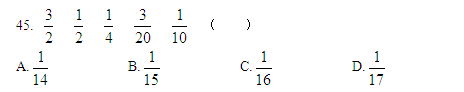 45. 3/2 1/2 1/4 3/20 1/10 ( )
A. 1/14 B. 1/15 C. 1/16 D. 1/17